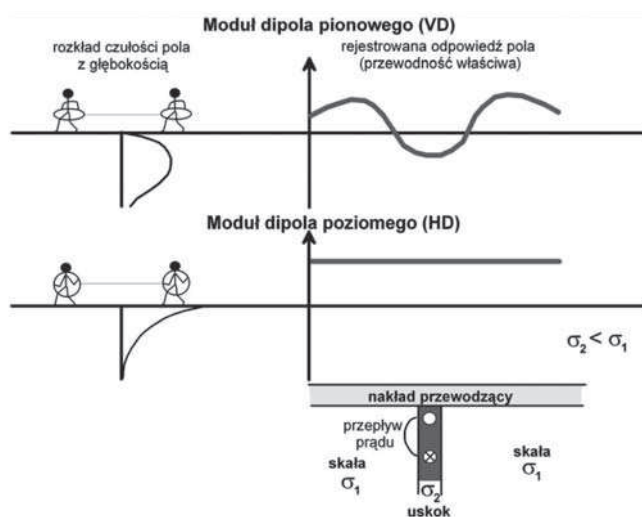 Moduł dipola pionowego (VD)
rozkład czułości pola
z głębokością
rejestrowana odpowiedź pola
(przewodność właściwa)
Moduł dipola poziomego (HD)
σ₂ < σ₁
nakład przewodzący
przepływ
prądu
skała
σ₁
σ₂
skała
σ₁
uskok